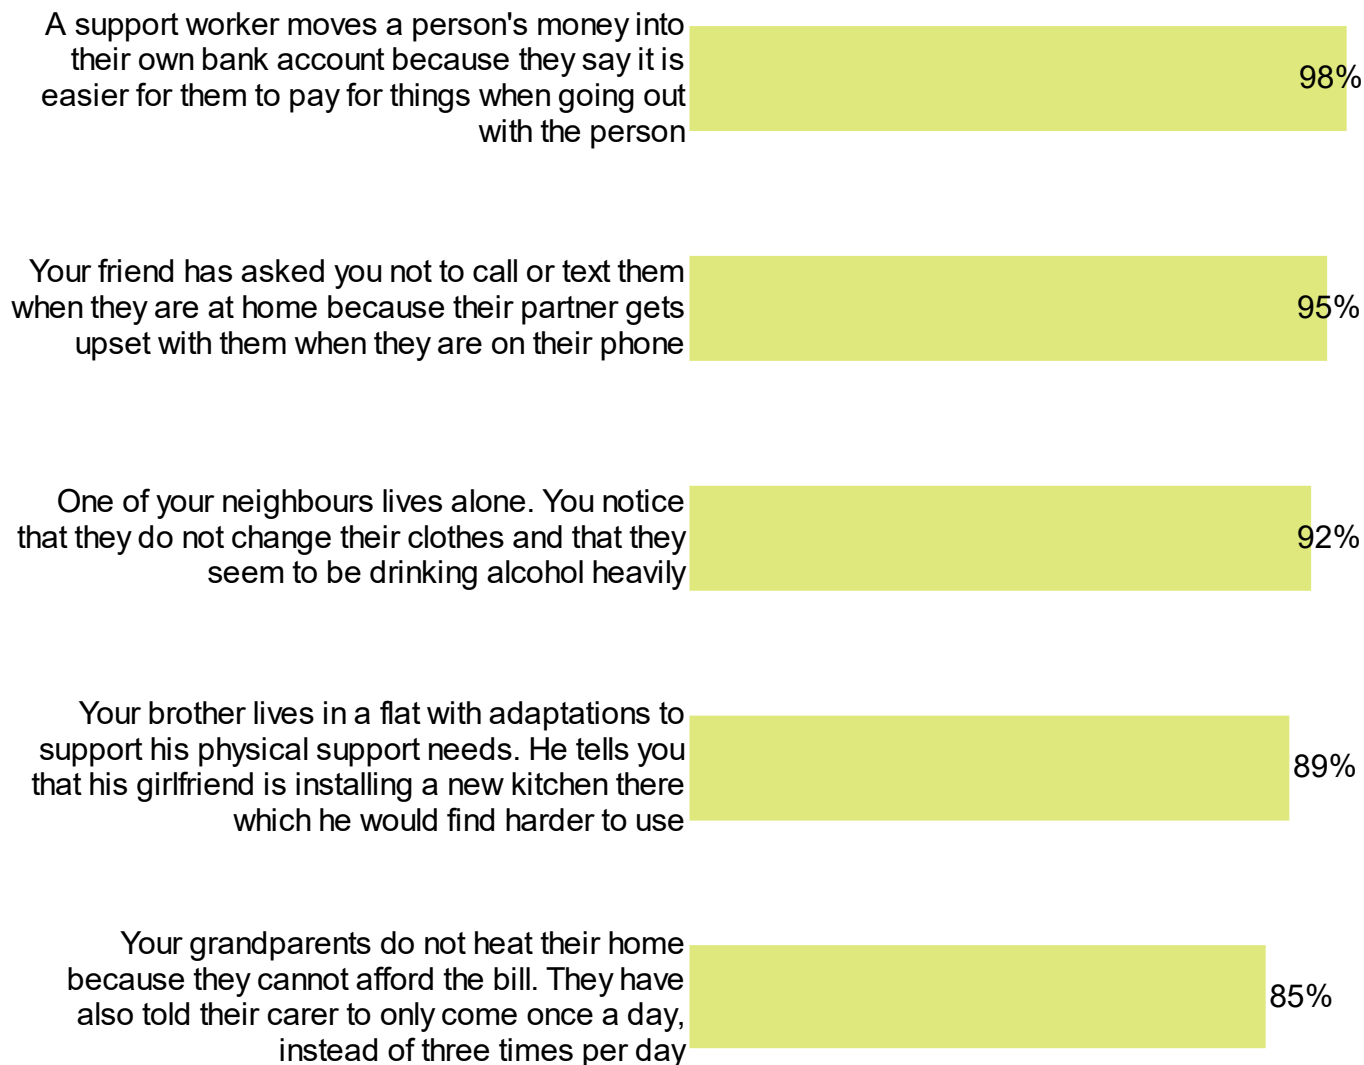 A support worker moves a person's money into
their own bank account because they say it is
easier for them to pay for things when going out
with the person
98%
Your friend has asked you not to call or text them
when they are at home because their partner gets
upset with them when they are on their phone
95%
One of your neighbours lives alone. You notice
that they do not change their clothes and that they
seem to be drinking alcohol heavily
92%
Your brother lives in a flat with adaptations to
support his physical support needs. He tells you
that his girlfriend is installing a new kitchen there
which he would find harder to use
89%
Your grandparents do not heat their home
because they cannot afford the bill. They have
also told their carer to only come once a day,
instead of three times per day
85%